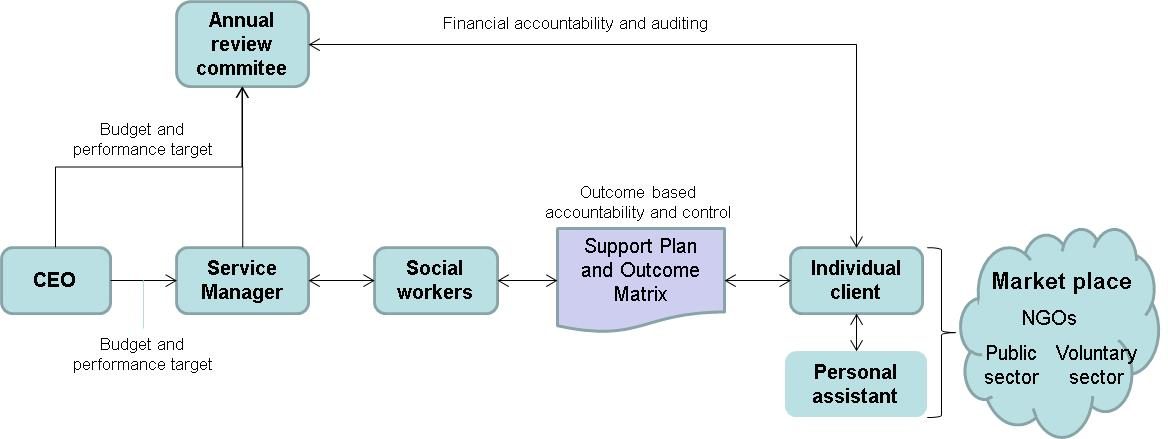 Annual
review
commitee
Financial accountability and auditing
Budget and
performance target
Outcome based
accountability and control
CEO
Service
Manager
Social
workers
Support Plan
and Outcome
Matrix
Individual
client
Market place
NGOs
Public
sector
Voluntary
sector
Budget and
performance target
Personal
assistant